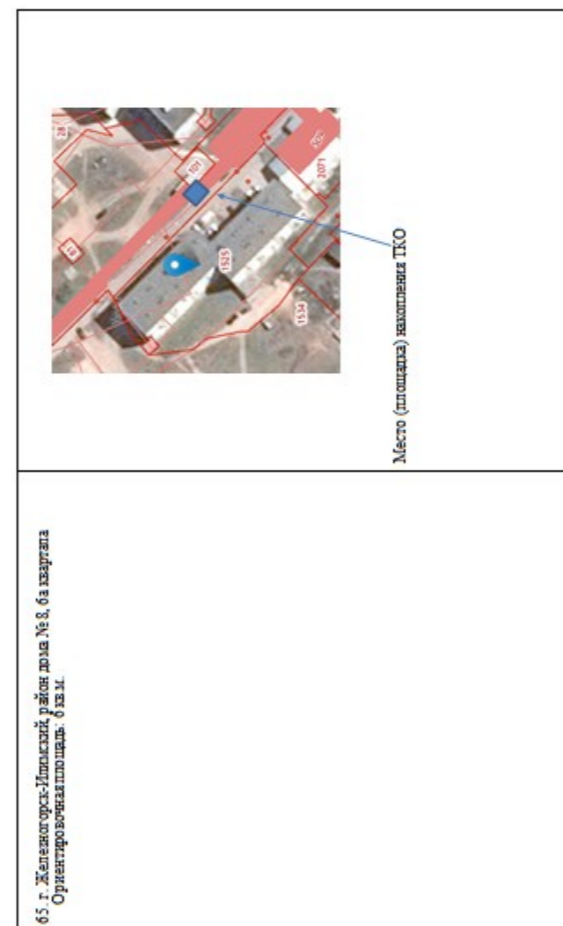 65. г. Железногорск-Илимский, район дома № 8, 6а квартала
Ориентировочная площадь: 6 кв.м.
28
101
81
1525
1534
2071
Место (площадка) накопления ТКО